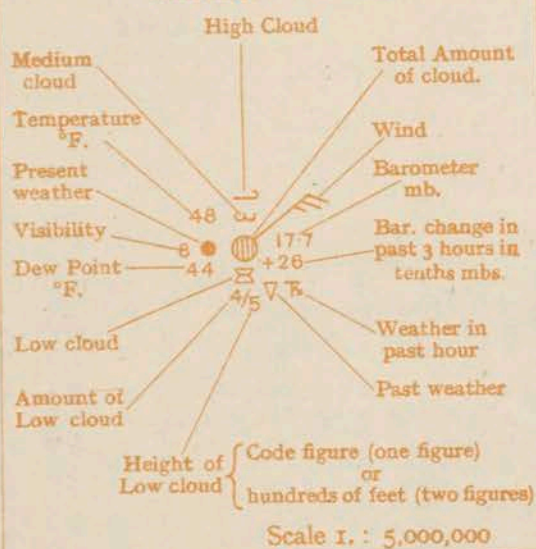 High Cloud
Medium
cloud
Total Amount
of cloud.
Temperature
°F.
Wind
Present
weather
Barometer
mb.
48
Visibility
8
17.7
Bar. change in
past 3 hours in
tenths mbs.
Dew Point
°F.
44
+26
4/5
Low cloud
Weather in
past hour
Amount of
Low cloud
Past weather
Height of
Low cloud
Code figure (one figure)
or
hundreds of feet (two figures)
Scale 1. : 5,000,000